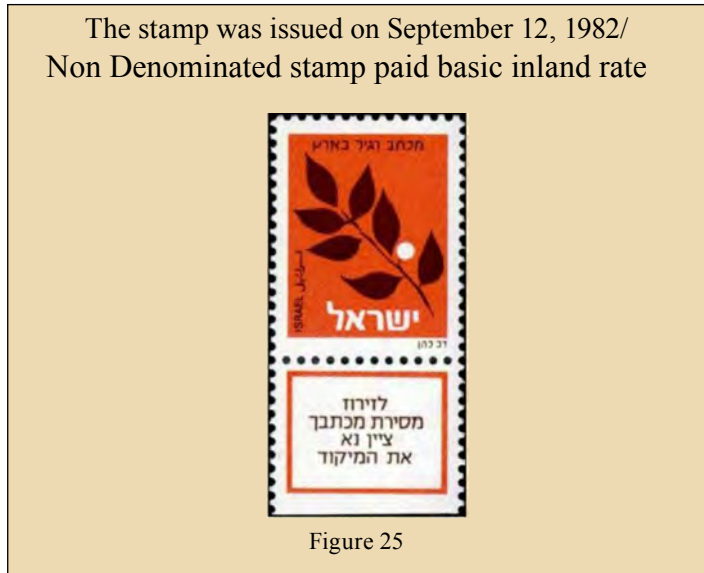 The stamp was issued on September 12, 1982/
Non Denominated stamp paid basic inland rate
מכתב רגיל בארץ
ISRAEL إسرائيل
ישראל
דב כהן
לזירוז
מסירת מכתבך
ציין נא
את המיקוד
Figure 25